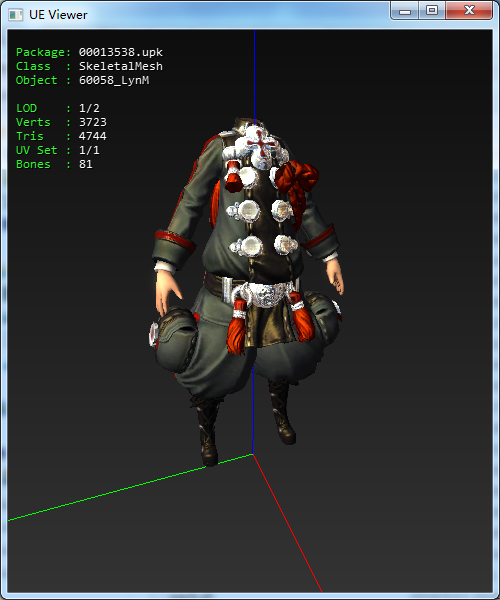 UE Viewer
Package: 00013538.upk
Class : SkeletalMesh
Object : 60058_LynM
LOD : 1/2
Verts : 3723
Tris : 4744
UV Set : 1/1
Bones : 81